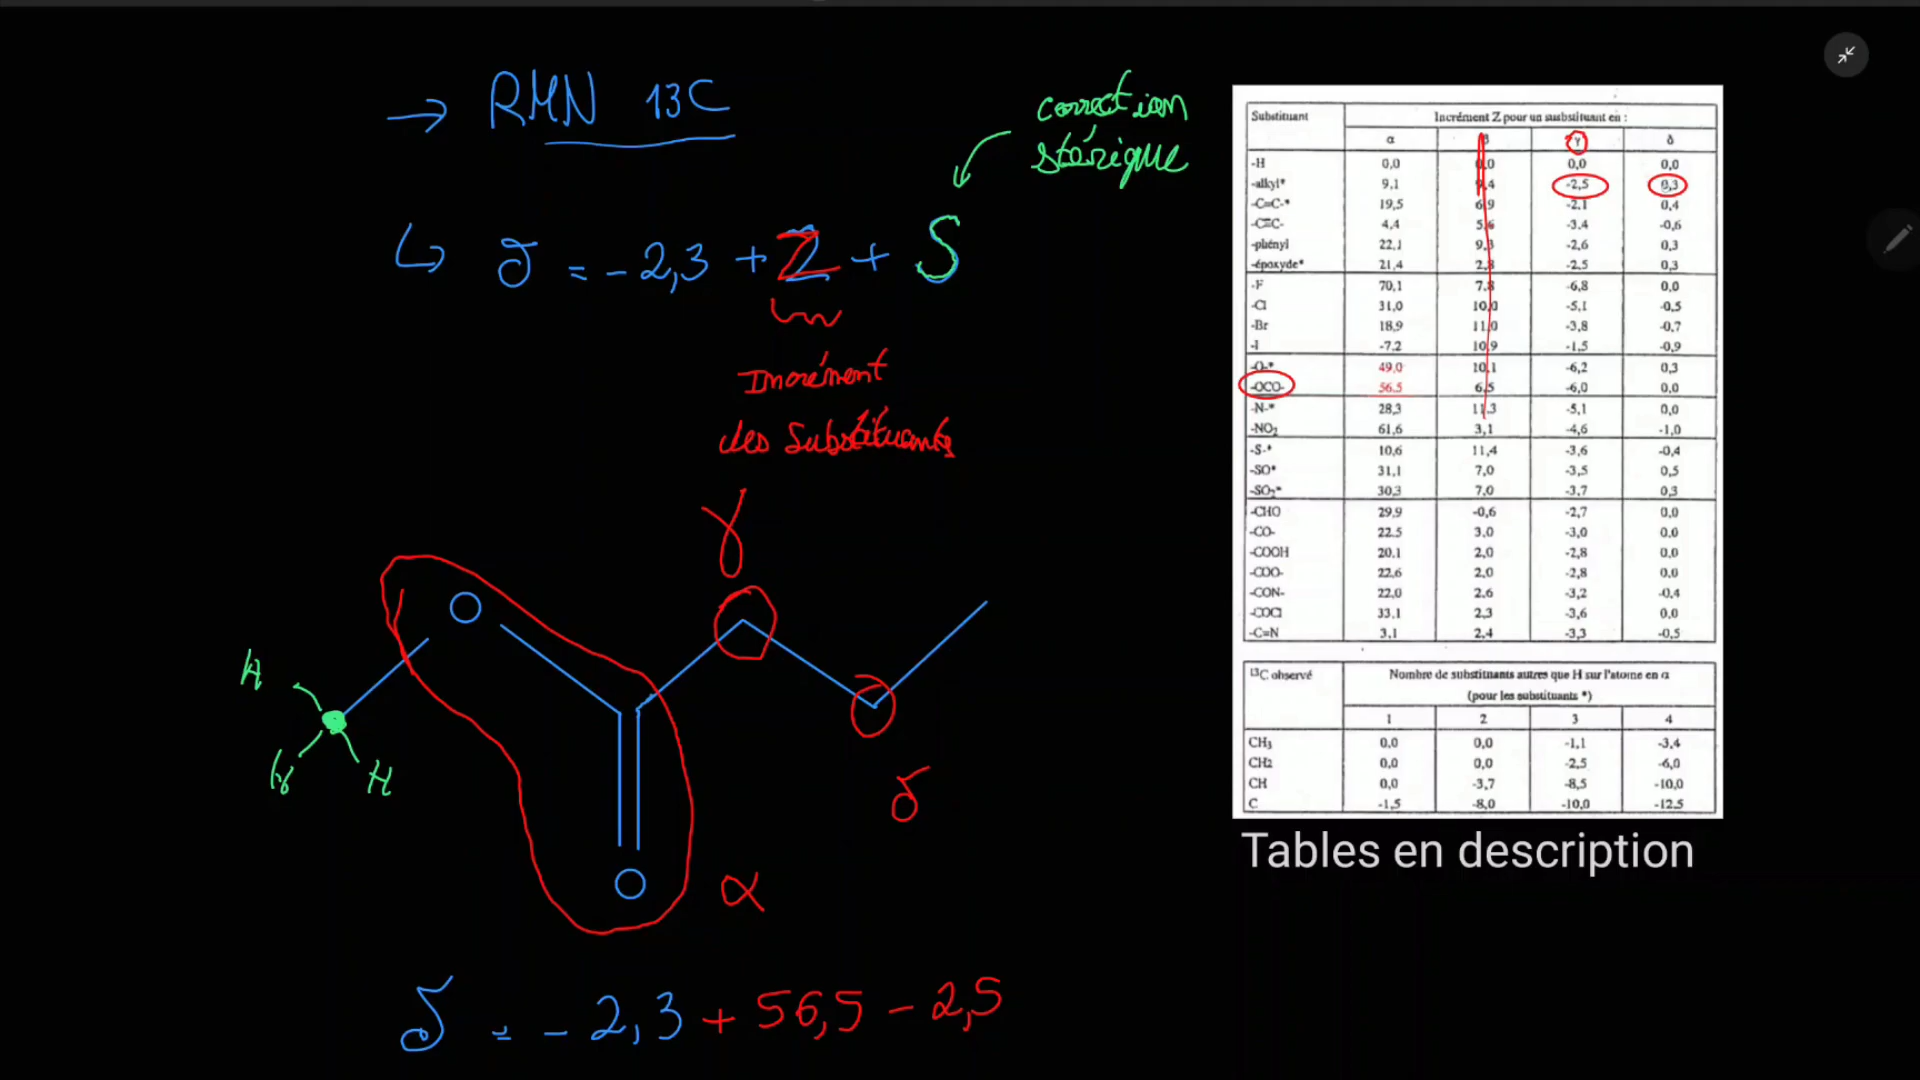 → RMN 13C
correction
stérique
↳ δ = -2,3 + Z + S
Incrément
des Substituants
γ
O
H
H
H
δ
O
α
δ = -2,3 + 56,5 - 2,5
Substituant Incrément Z pour un susbstituant en :
α β γ δ
-H 0,0 0,0 0,0 0,0
-alkyl* 9,1 9,4 -2,5 0,3
-C=C-* 19,5 6,9 -2,1 0,4
-C≡C- 4,4 5,6 -3,4 -0,6
-phényl 22,1 9,3 -2,6 0,3
-époxyde* 21,4 2,8 -2,5 0,3
-F 70,1 7,8 -6,8 0,0
-Cl 31,0 10,0 -5,1 -0,5
-Br 18,9 11,0 -3,8 -0,7
-I -7,2 10,9 -1,5 -0,9
-O-* 49,0 10,1 -6,2 0,3
-OCO- 56,5 6,5 -6,0 0,0
-N-* 28,3 11,3 -5,1 0,0
-NO2 61,6 3,1 -4,6 -1,0
-S-* 10,6 11,4 -3,6 -0,4
-SO* 31,1 7,0 -3,5 0,5
-SO2* 30,3 7,0 -3,7 0,3
-CHO 29,9 -0,6 -2,7 0,0
-CO- 22,5 3,0 -3,0 0,0
-COOH 20,1 2,0 -2,8 0,0
-COO- 22,6 2,0 -2,8 0,0
-CON- 22,0 2,6 -3,2 -0,4
-COCl 33,1 2,3 -3,6 0,0
-C≡N 3,1 2,4 -3,3 -0,5
13C observé Nombre de substituants autres que H sur l'atome en α
(pour les substituants *)
1 2 3 4
CH3 0,0 0,0 -1,1 -3,4
CH2 0,0 0,0 -2,5 -6,0
CH 0,0 -3,7 -8,5 -10,0
C -1,5 -8,0 -10,0 -12,5
Tables en description